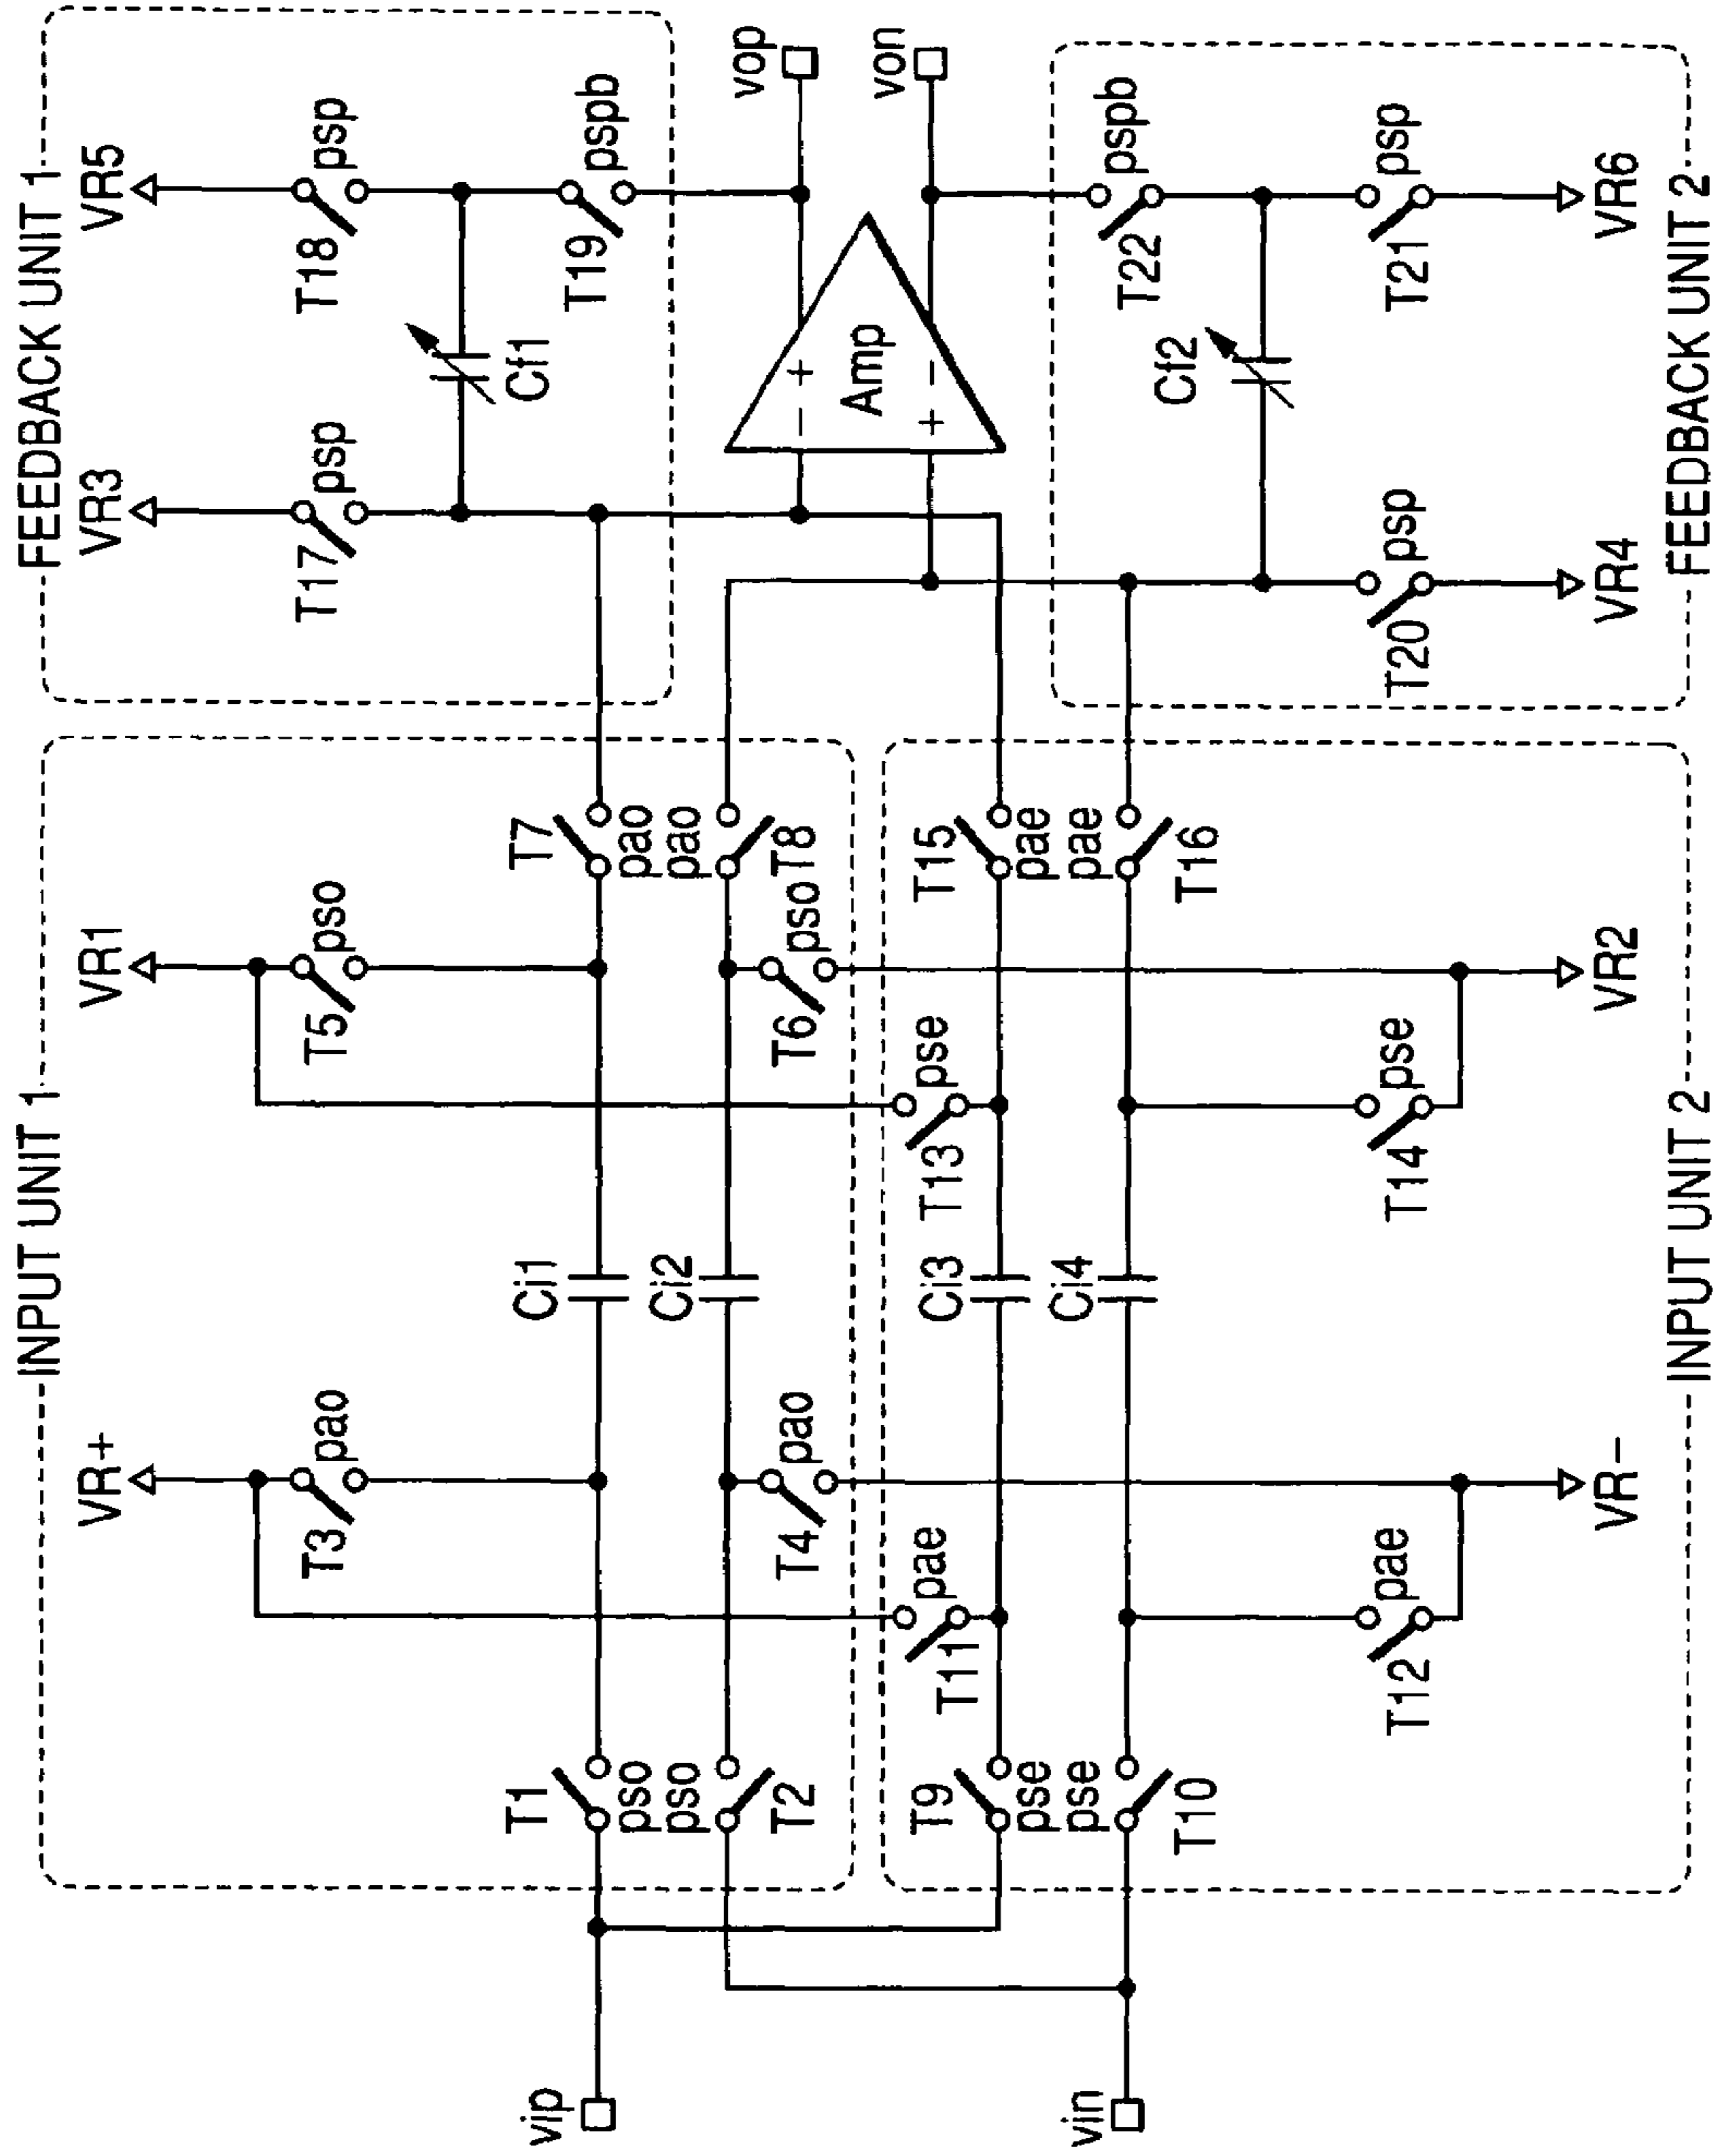 INPUT UNIT 1
FEEDBACK UNIT 1
VR+
VR1
VR3
VR5
T3
pao
T5
pso
T17
psp
T18
psp
Cf1
T19
pspb
vip
T1
pso
Ci1
T7
pao
vop
pso
T2
Ci2
pao
T8
− +
Amp
+ −
T4
pao
T6
pso
von
T11
pae
T13
pse
T9
pse
Ci3
T15
pae
vin
pse
T10
Ci4
pae
T16
T22
pspb
Cf2
T12
pae
T14
pse
T20
psp
T21
psp
VR−
VR2
VR4
VR6
INPUT UNIT 2
FEEDBACK UNIT 2